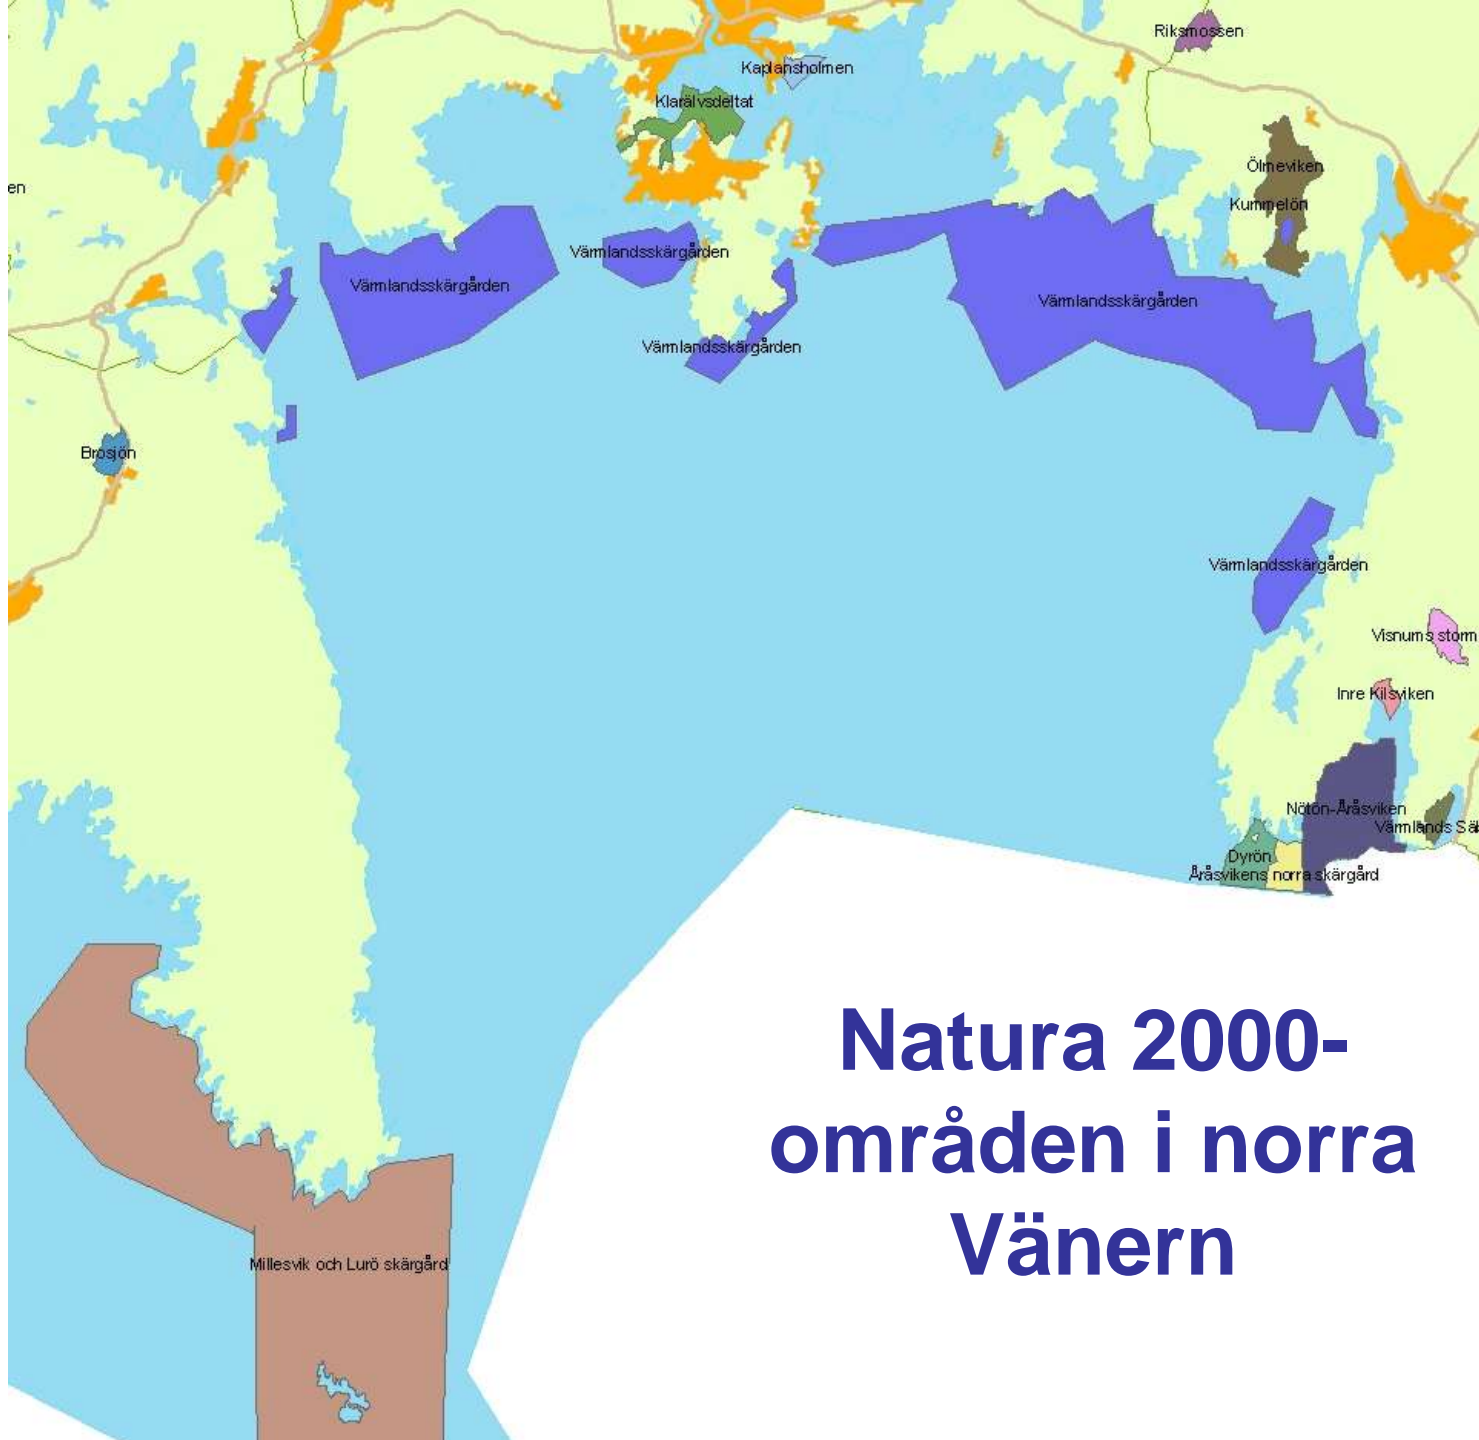 Riksmossen
Kaplansholmen
Klarälvsdeltat
Ölmeviken
en
Kummelön
Värmlandsskärgården
Värmlandsskärgården
Värmlandsskärgården
Värmlandsskärgården
Brosjön
Värmlandsskärgården
Visnums storm
Inre Kilsviken
Nötön-Åråsviken
Värmlands Sä
Dyrön
Åråsvikens norra skärgård
Natura 2000-
områden i norra
Vänern
Millesvik och Lurö skärgård